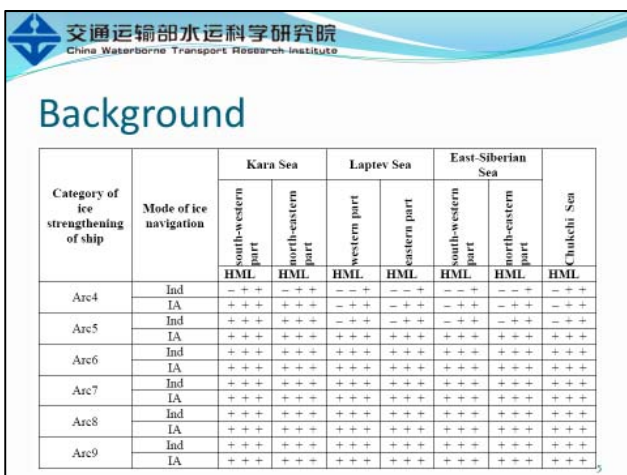 交通运输部水运科学研究院
China Waterborne Transport Research Institute
Background
Category of ice strengthening of ship | Mode of ice navigation | Kara Sea | Laptev Sea | East-Siberian Sea | Chukchi Sea
south-western part | north-eastern part | western part | eastern part | south-western part | north-eastern part
HML HML HML HML HML HML HML
Arc4 Ind – + + – + + – – + – – + – – + – – + – + +
IA + + + + + + – + + – + + – + + – + + – + +
Arc5 Ind + + + + + + – + + – + + – + + – + + – + +
IA + + + + + + + + + + + + + + + + + + + + +
Arc6 Ind + + + + + + + + + + + + + + + + + + + + +
IA + + + + + + + + + + + + + + + + + + + + +
Arc7 Ind + + + + + + + + + + + + + + + + + + + + +
IA + + + + + + + + + + + + + + + + + + + + +
Arc8 Ind + + + + + + + + + + + + + + + + + + + + +
IA + + + + + + + + + + + + + + + + + + + + +
Arc9 Ind + + + + + + + + + + + + + + + + + + + + +
IA + + + + + + + + + + + + + + + + + + + + +
5